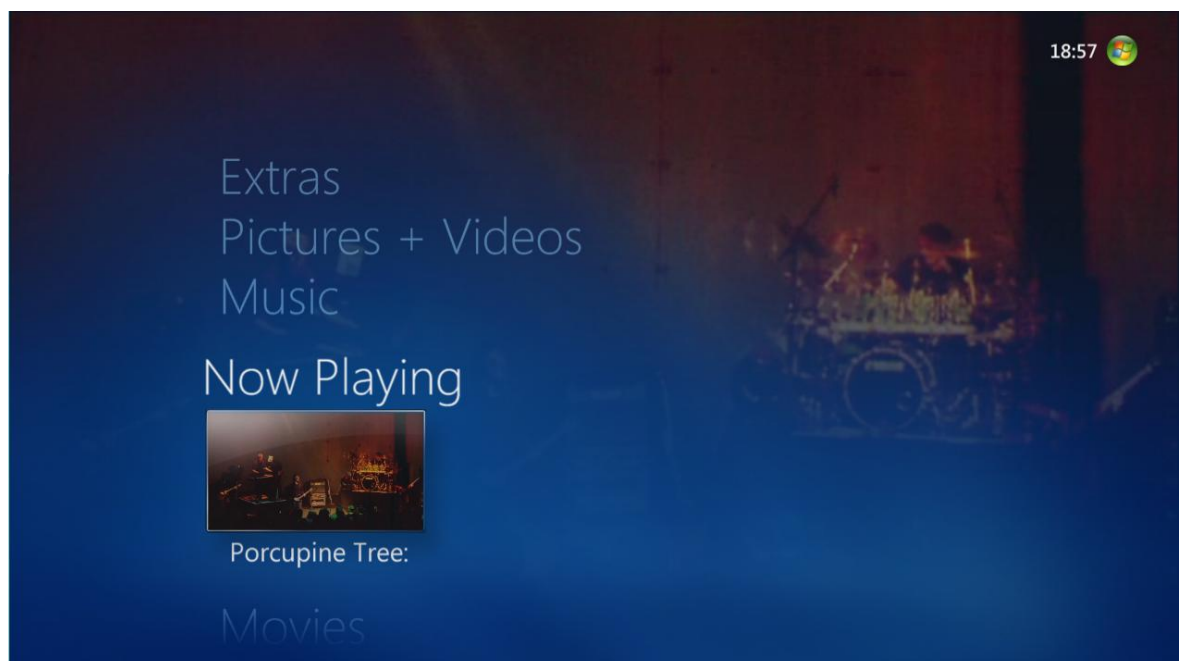 18:57
Extras
Pictures + Videos
Music
Now Playing
Porcupine Tree:
Movies